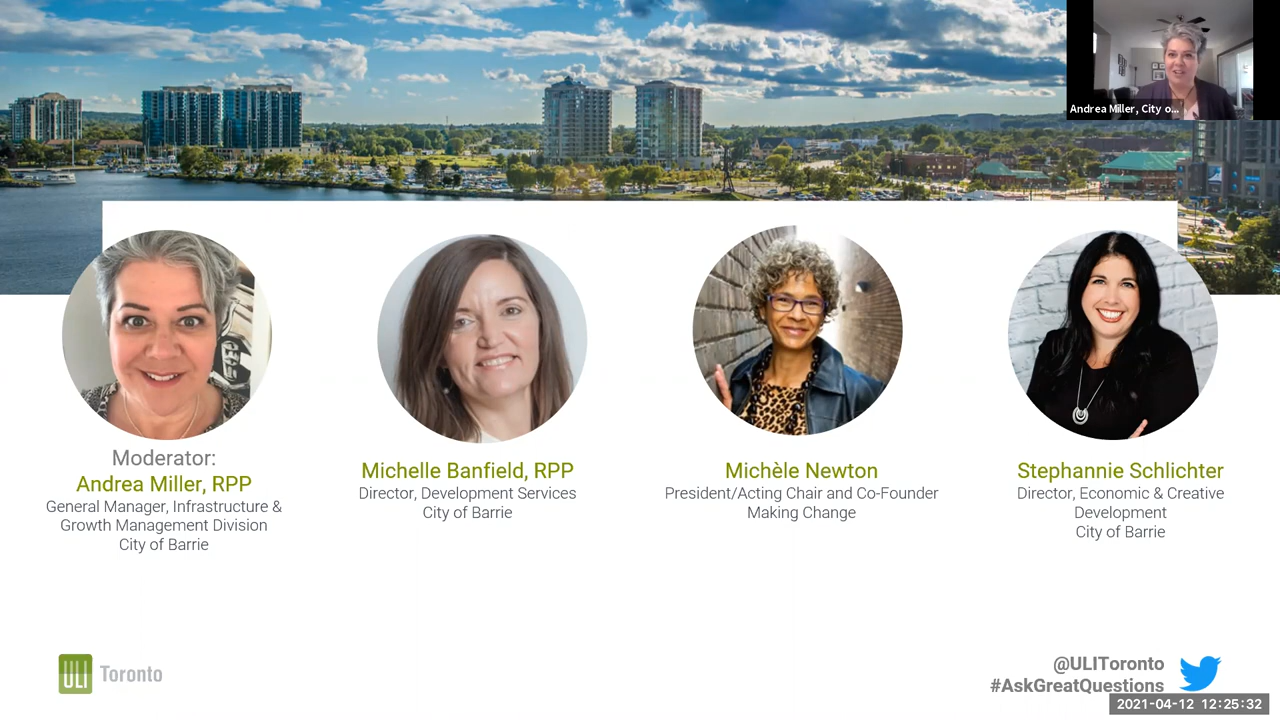 Andrea Miller, City o...
Moderator:
Andrea Miller, RPP
General Manager, Infrastructure &
Growth Management Division
City of Barrie
Michelle Banfield, RPP
Director, Development Services
City of Barrie
Michèle Newton
President/Acting Chair and Co-Founder
Making Change
Stephannie Schlichter
Director, Economic & Creative
Development
City of Barrie
ULI Toronto
@ULIToronto
#AskGreatQuestions
2021-04-12 12:25:32